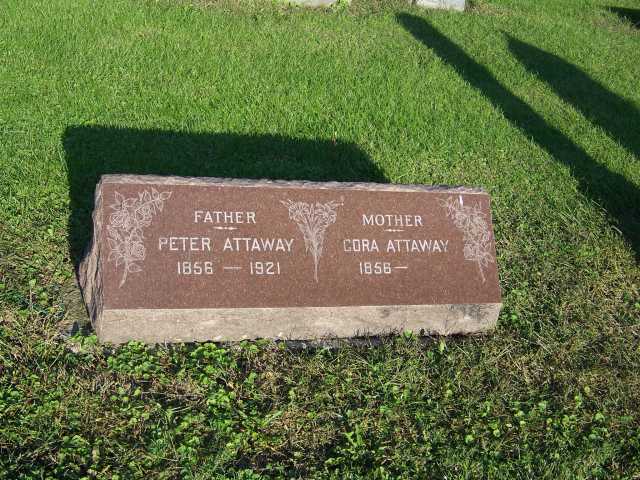 FATHER
PETER ATTAWAY
1856 — 1921
MOTHER
CORA ATTAWAY
1856 —